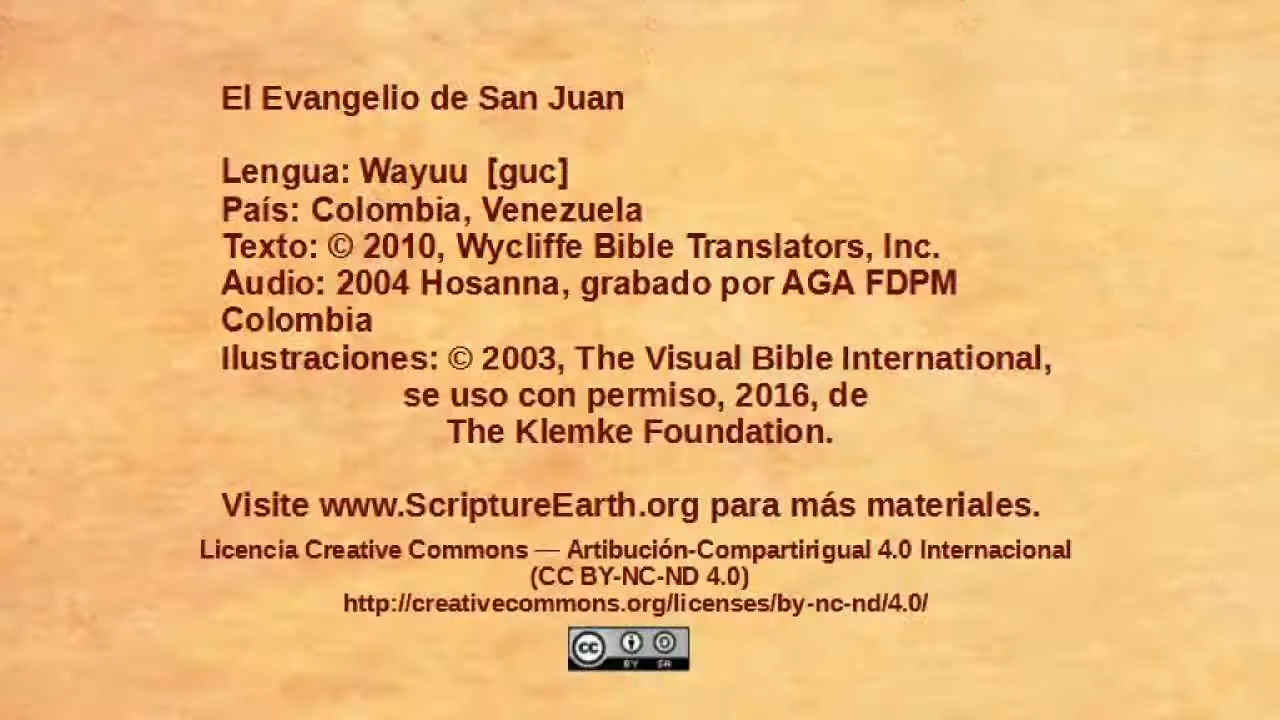 El Evangelio de San Juan
Lengua: Wayuu [guc]
País: Colombia, Venezuela
Texto: © 2010, Wycliffe Bible Translators, Inc.
Audio: 2004 Hosanna, grabado por AGA FDPM
Colombia
Ilustraciones: © 2003, The Visual Bible International,
se uso con permiso, 2016, de
The Klemke Foundation.
Visite www.ScriptureEarth.org para más materiales.
Licencia Creative Commons — Artibución-Compartirigual 4.0 Internacional
(CC BY-NC-ND 4.0)
http://creativecommons.org/licenses/by-nc-nd/4.0/
cc BY SA